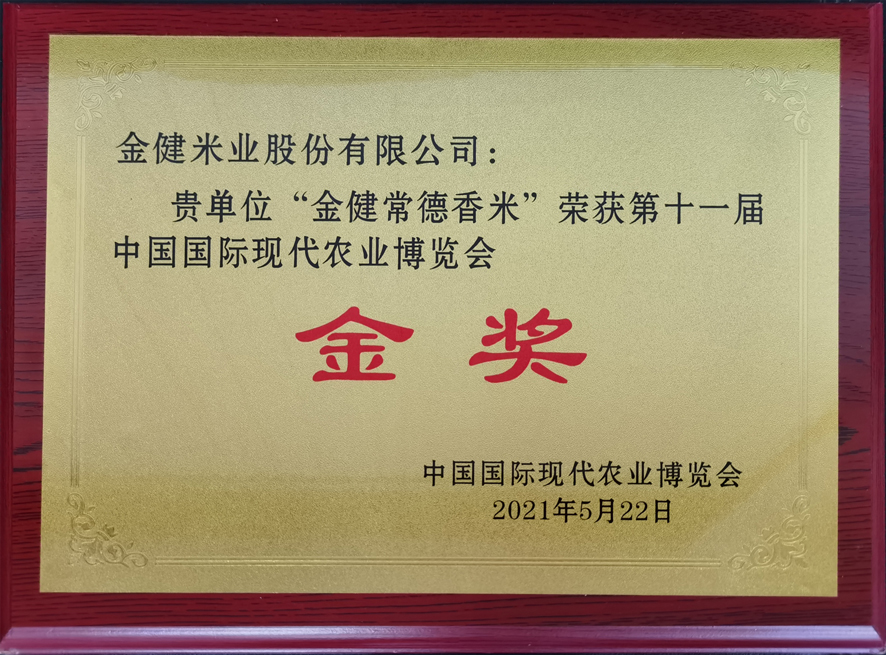 金健米业股份有限公司：
贵单位“金健常德香米”荣获第十一届
中国国际现代农业博览会
金 奖
中国国际现代农业博览会
2021年5月22日